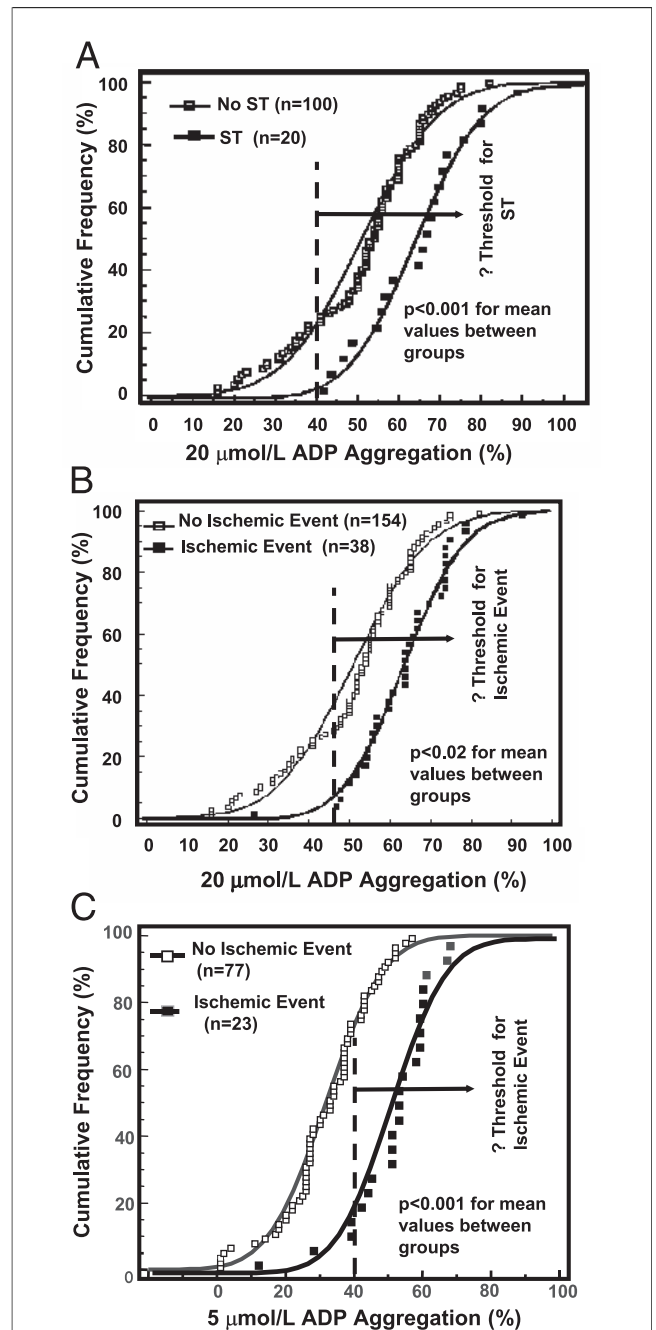 A
Cumulative Frequency (%)
100
80
60
40
20
0
No ST (n=100)
ST (n=20)
? Threshold for
ST
p<0.001 for mean
values between
groups
0 10 20 30 40 50 60 70 80 90 100
20 μmol/L ADP Aggregation (%)
B
Cumulative Frequency (%)
100
80
60
40
20
0
No Ischemic Event (n=154)
Ischemic Event (n=38)
? Threshold for
Ischemic Event
p<0.02 for mean
values between
groups
0 10 20 30 40 50 60 70 80 90 100
20 μmol/L ADP Aggregation (%)
C
Cumulative Frequency (%)
100
80
60
40
20
0
No Ischemic Event
(n=77)
Ischemic Event
(n=23)
? Threshold for
Ischemic Event
p<0.001 for mean
values between
groups
0 20 40 60 80 100
5 μmol/L ADP Aggregation (%)